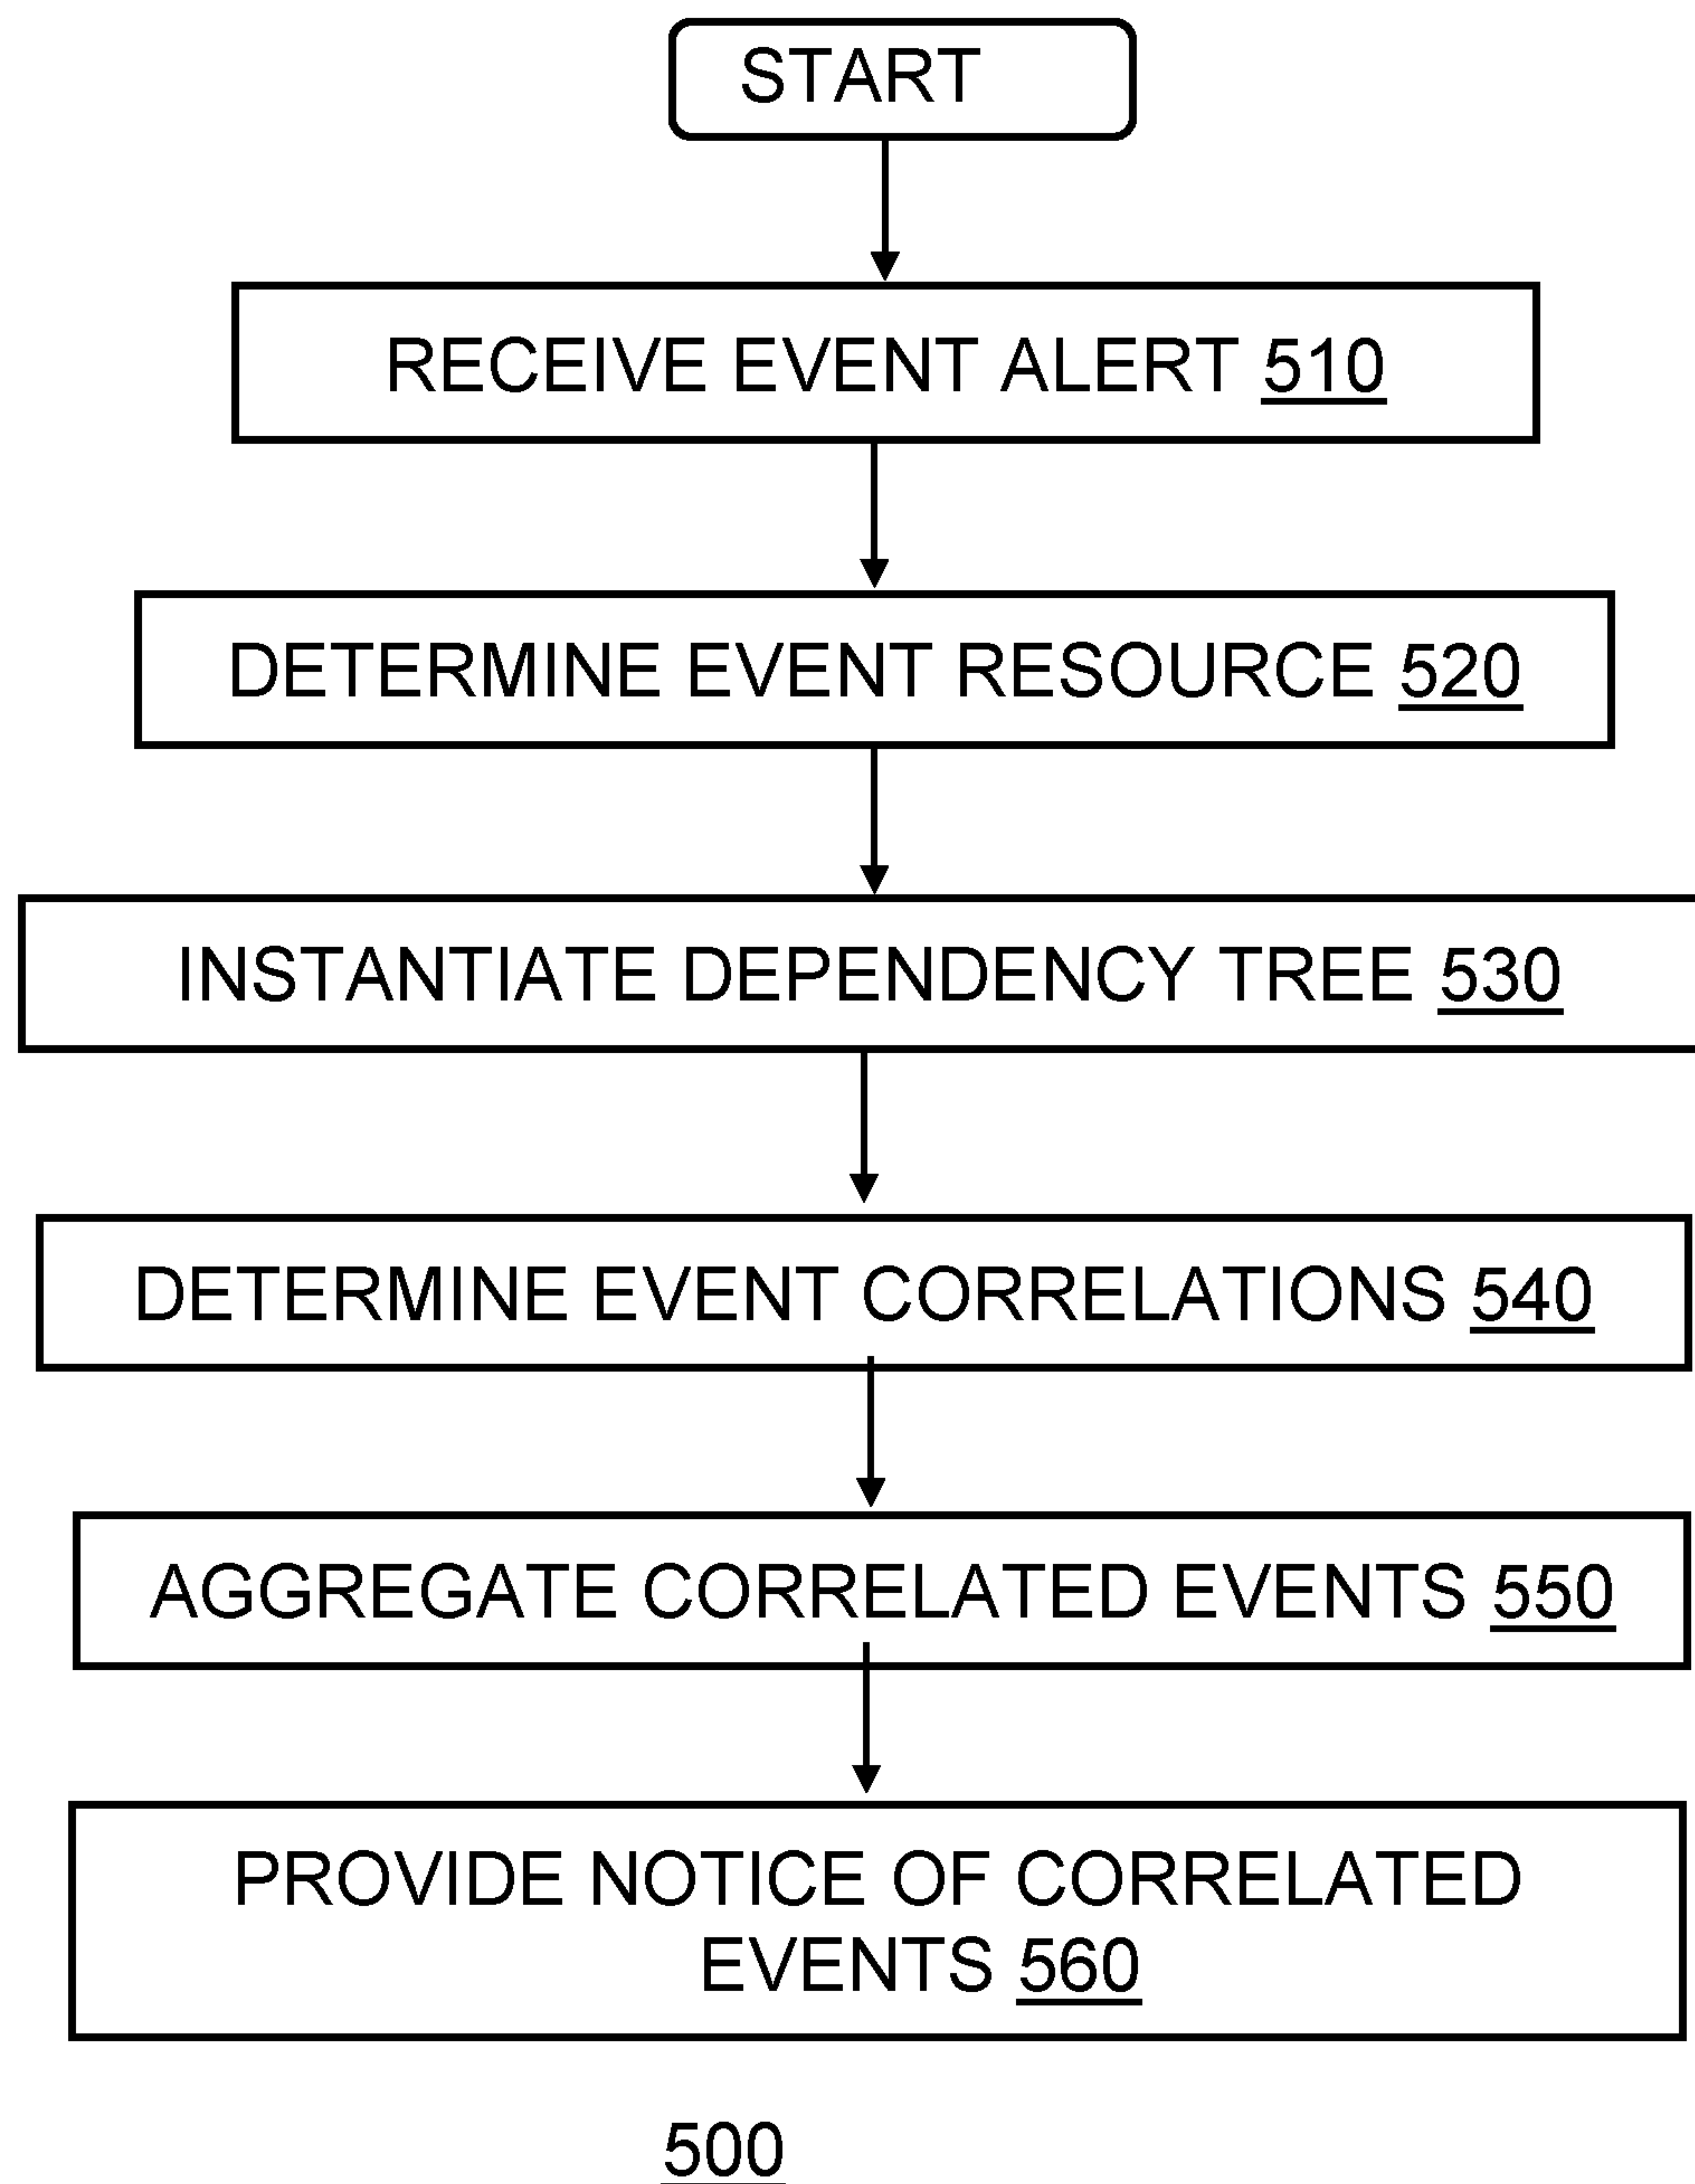 START
RECEIVE EVENT ALERT 510
DETERMINE EVENT RESOURCE 520
INSTANTIATE DEPENDENCY TREE 530
DETERMINE EVENT CORRELATIONS 540
AGGREGATE CORRELATED EVENTS 550
PROVIDE NOTICE OF CORRELATED
EVENTS 560
500